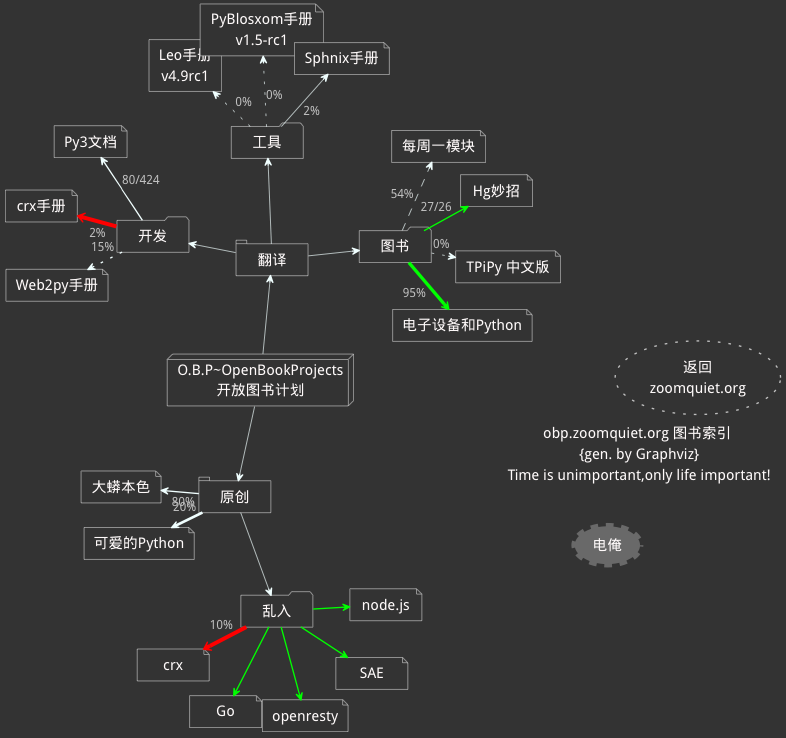 PyBlosxom手册
v1.5-rc1
Leo手册
v4.9rc1
Sphnix手册
0%
0%
2%
工具
Py3文档
80/424
每周一模块
54%
Hg妙招
27/26
crx手册
2%
开发
15%
Web2py手册
翻译
图书
0%
TPiPy 中文版
95%
电子设备和Python
O.B.P~OpenBookProjects
开放图书计划
返回
zoomquiet.org
obp.zoomquiet.org 图书索引
{gen. by Graphviz}
Time is unimportant,only life important!
大蟒本色
80%
原创
20%
可爱的Python
电俺
乱入
node.js
10%
crx
SAE
Go
openresty